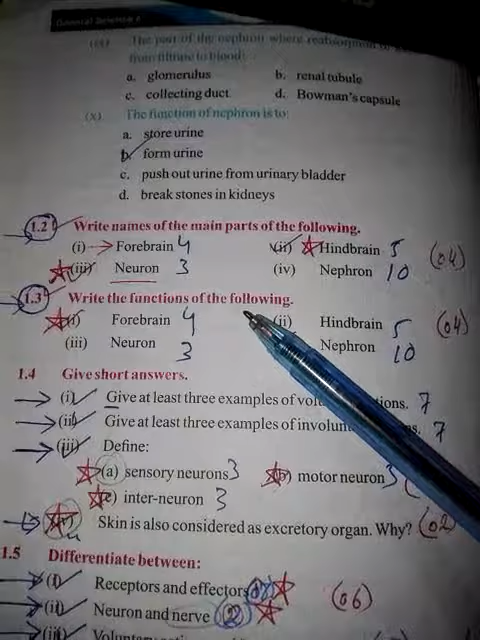 General Science 7
(ix) The part of the nephron where reabsorption
from filtrate to blood:
a. glomerulus b. renal tubule
c. collecting duct d. Bowman's capsule
(x) The function of nephron is to:
a. store urine
b. form urine
c. push out urine from urinary bladder
d. break stones in kidneys
1.2 Write names of the main parts of the following.
(i) Forebrain 4 (ii) Hindbrain 5 (04)
(iii) Neuron 3 (iv) Nephron 10
1.3 Write the functions of the following.
(i) Forebrain 4 (ii) Hindbrain 5 (04)
(iii) Neuron 3 Nephron 10
1.4 Give short answers.
(i) Give at least three examples of 7
(ii) Give at least three examples of 7
(iii) Define:
(a) sensory neurons 3 (b) motor neuron 3
(c) inter-neuron 3
Skin is also considered as excretory organ. Why? (02)
1.5 Differentiate between:
(i) Receptors and effectors (06)
(ii) Neuron and nerve (2)
(iii)